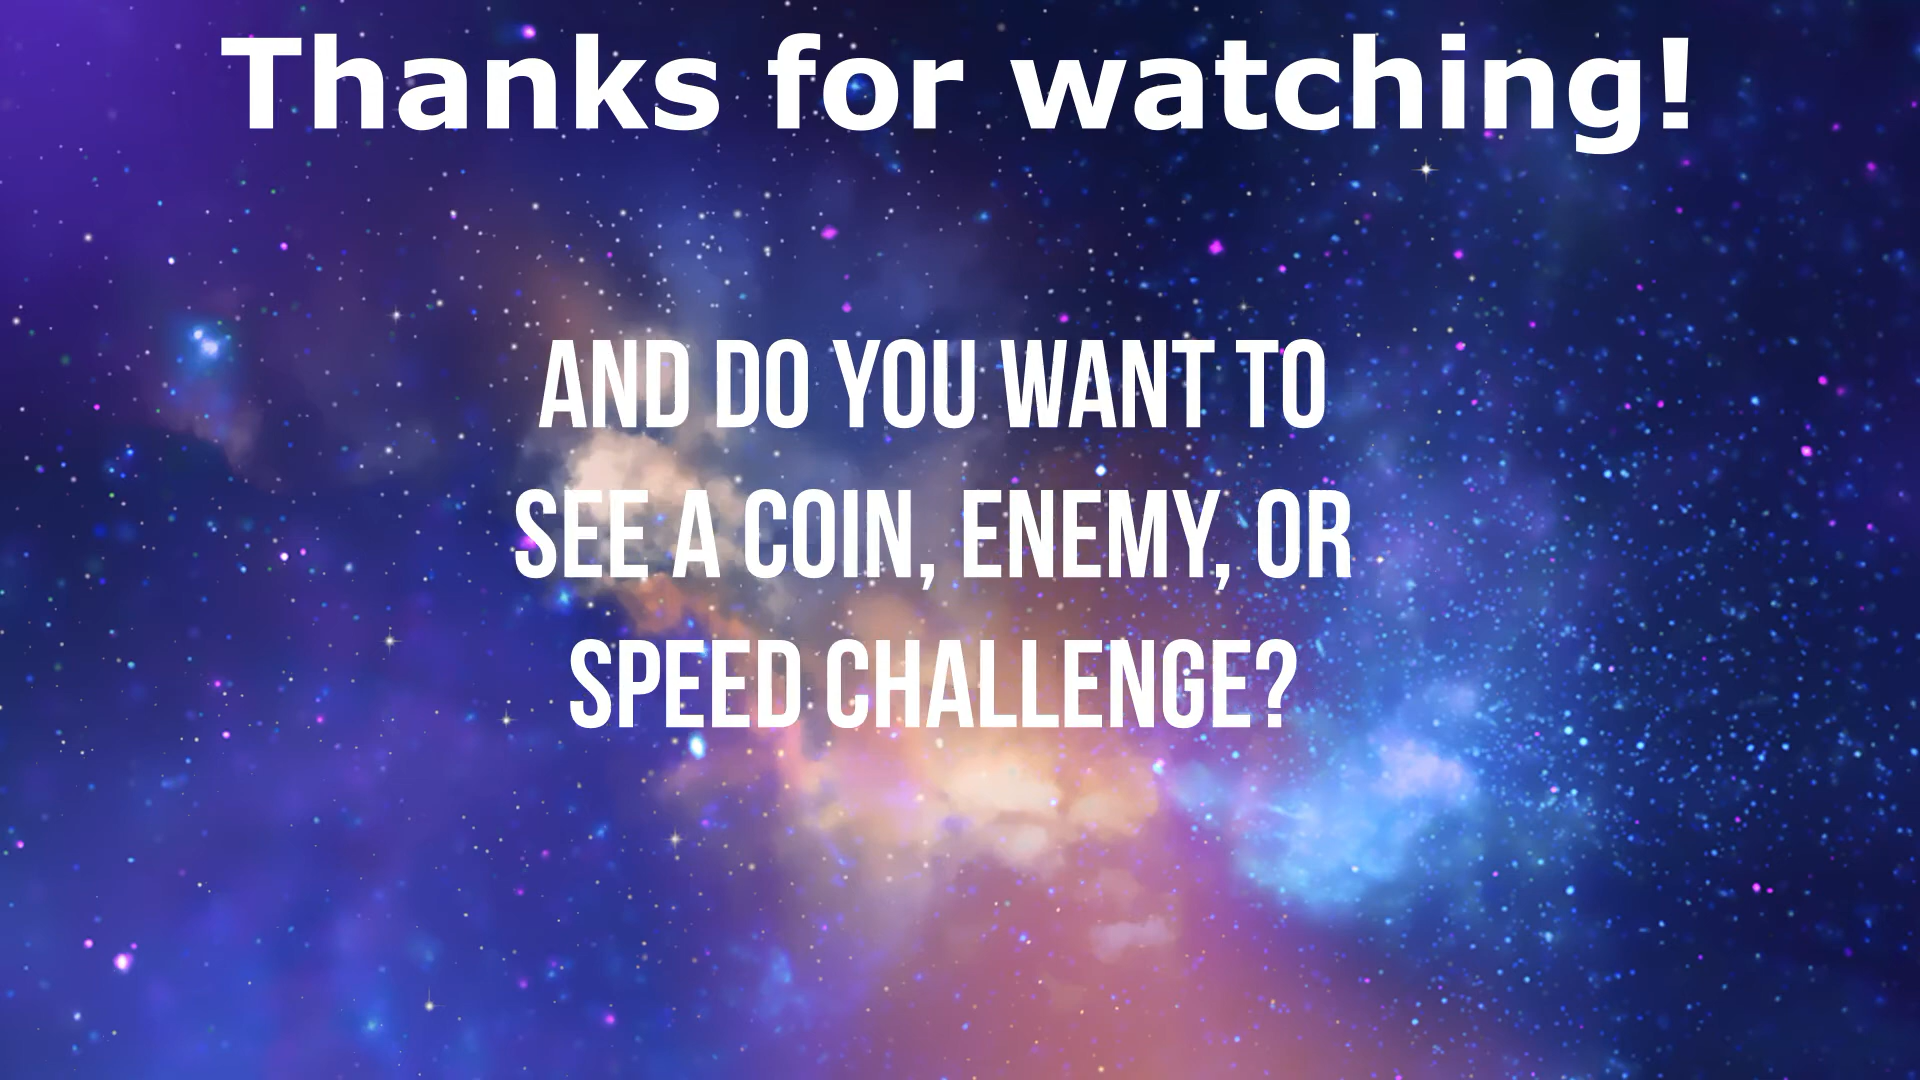 Thanks for watching!
AND DO YOU WANT TO
SEE A COIN, ENEMY, OR
SPEED CHALLENGE?